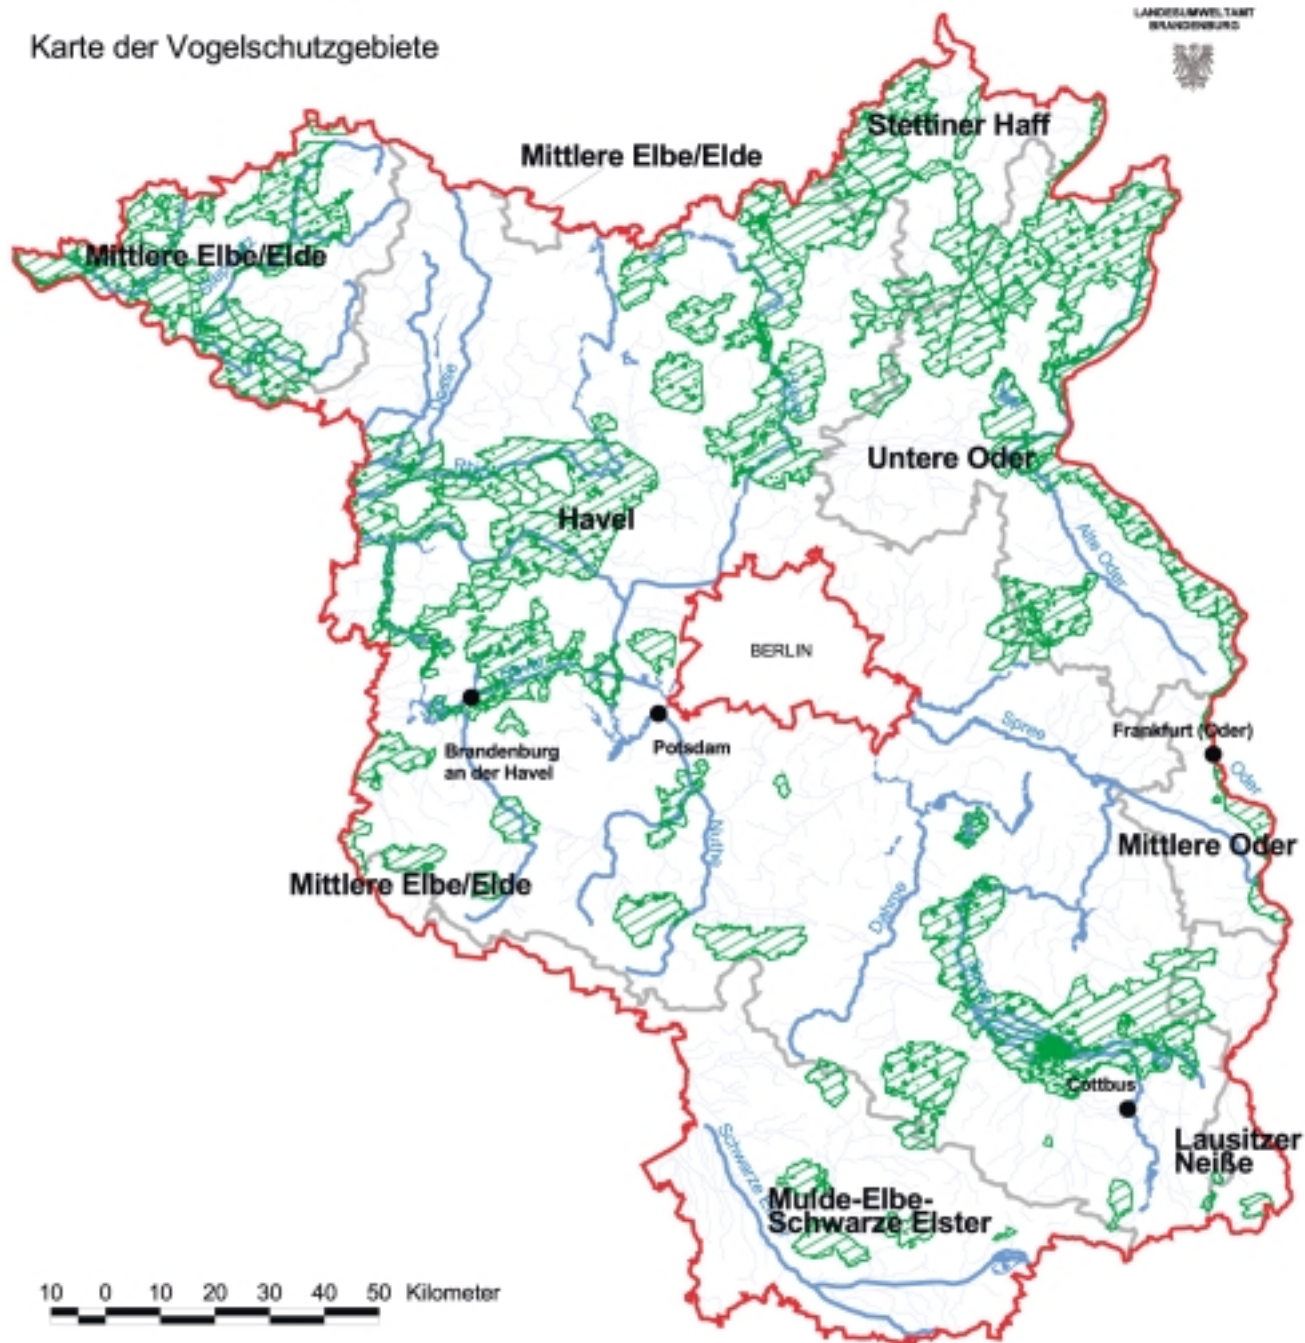 LANDESUMWELTAMT
BRANDENBURG
Karte der Vogelschutzgebiete
Stettiner Haff
Mittlere Elbe/Elde
Mittlere Elbe/Elde
Untere Oder
Havel
Alte Oder
BERLIN
Spree
Frankfurt (Oder)
Oder
Brandenburg
an der Havel
Potsdam
Nuthe
Mittlere Oder
Mittlere Elbe/Elde
Dahme
Cottbus
Schwarze
Lausitzer
Neiße
Mulde-Elbe-
Schwarze Elster
10 0 10 20 30 40 50 Kilometer